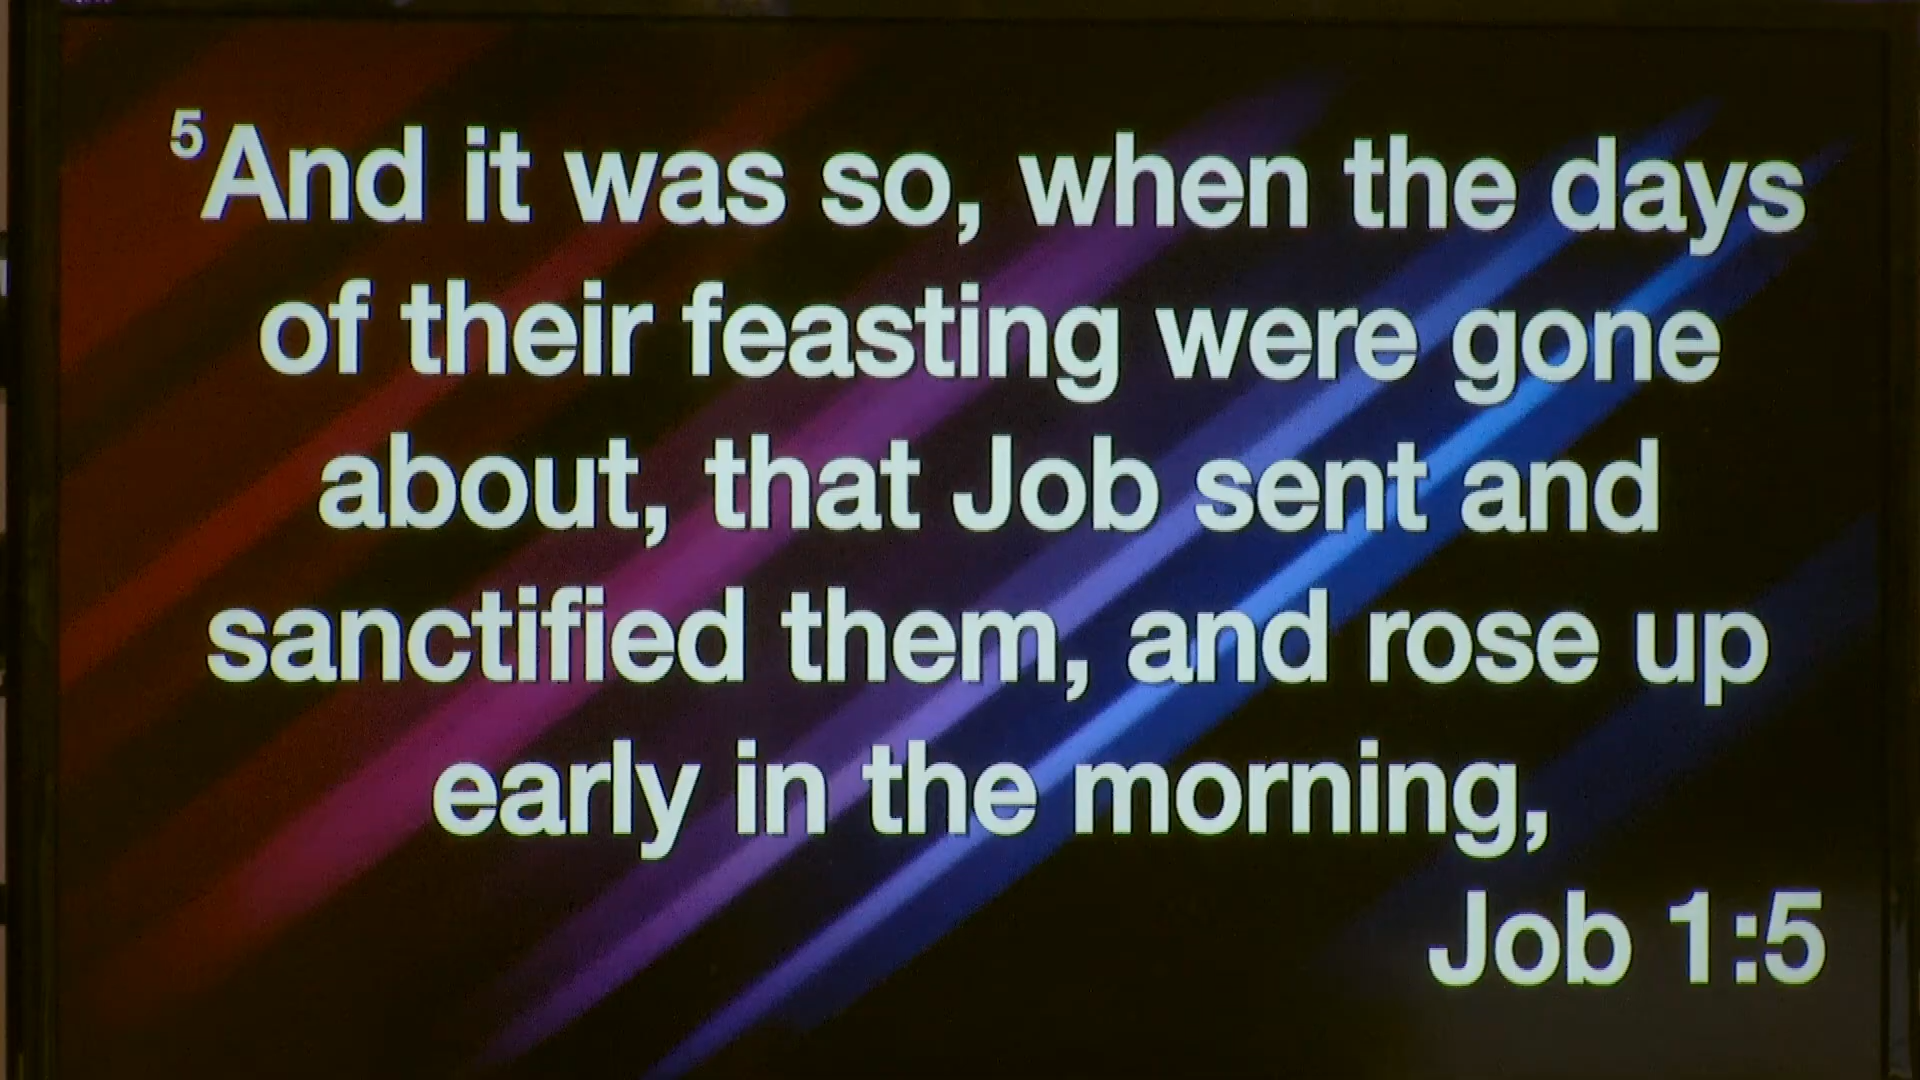 ⁵And it was so, when the days
of their feasting were gone
about, that Job sent and
sanctified them, and rose up
early in the morning,
Job 1:5